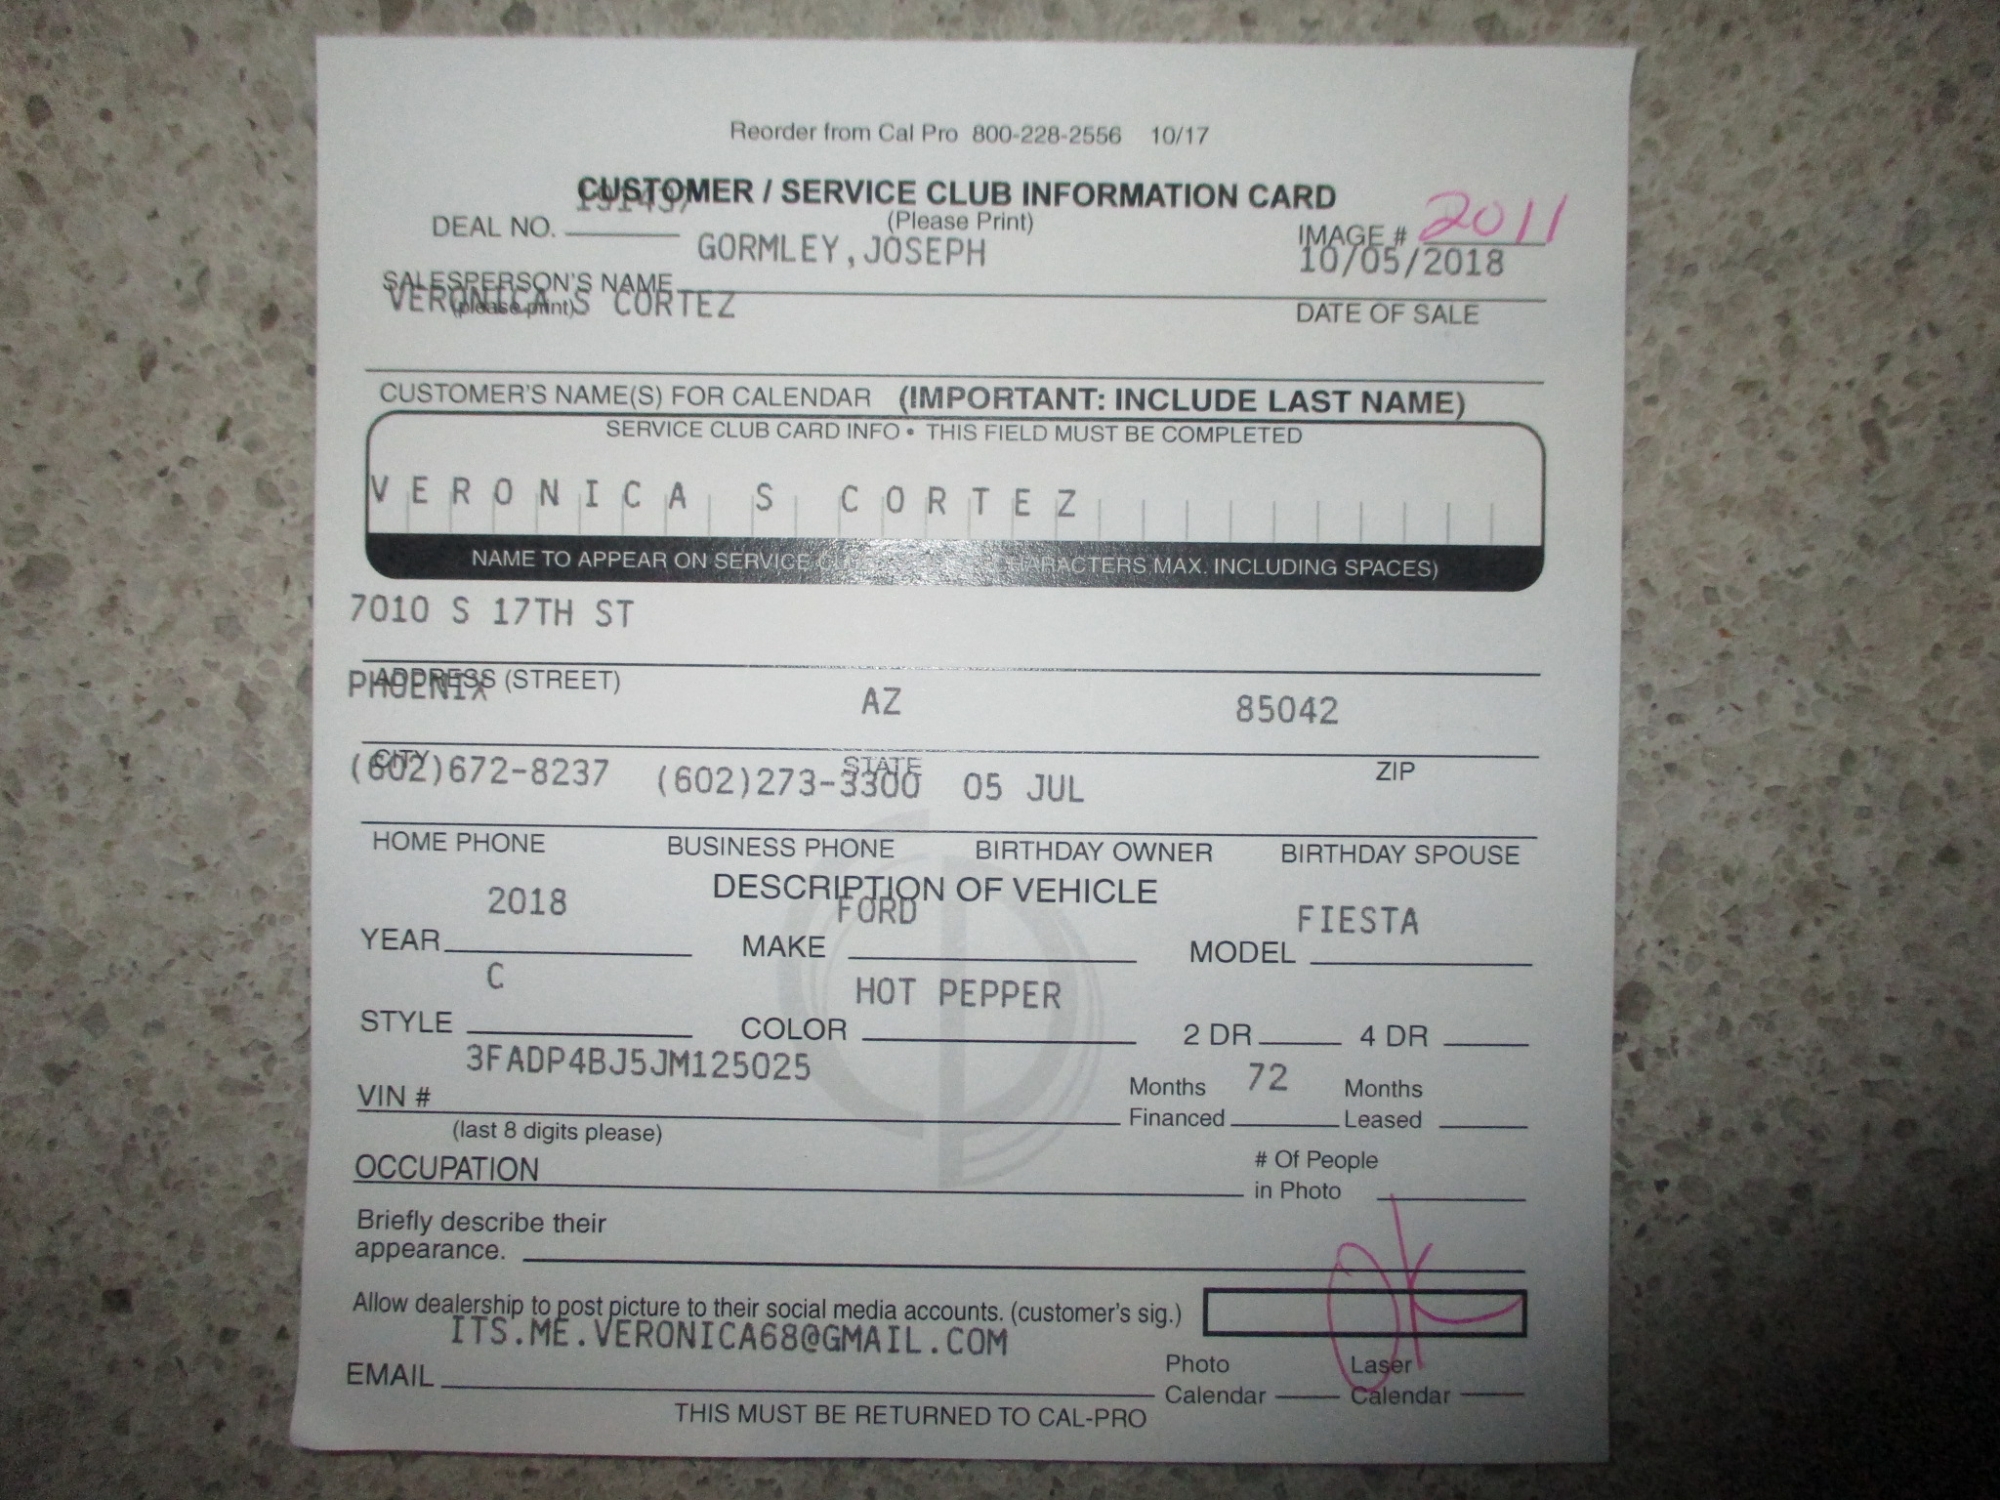 Reorder from Cal Pro 800-228-2556 10/17
CUSTOMER / SERVICE CLUB INFORMATION CARD
(Please Print)
DEAL NO.
IMAGE # 2011
GORMLEY,JOSEPH
10/05/2018
SALESPERSON'S NAME
(please print)
DATE OF SALE
VERONICA S CORTEZ
CUSTOMER'S NAME(S) FOR CALENDAR (IMPORTANT: INCLUDE LAST NAME)
SERVICE CLUB CARD INFO • THIS FIELD MUST BE COMPLETED
VERONICA S CORTEZ
NAME TO APPEAR ON SERVICE CHARACTERS MAX. INCLUDING SPACES)
7010 S 17TH ST
ADDRESS (STREET)
PHOENIX AZ 85042
CITY STATE ZIP
(602)672-8237 (602)273-3300 05 JUL
HOME PHONE BUSINESS PHONE BIRTHDAY OWNER BIRTHDAY SPOUSE
DESCRIPTION OF VEHICLE
2018 FORD FIESTA
YEAR MAKE MODEL
C HOT PEPPER
STYLE COLOR 2 DR 4 DR
3FADP4BJ5JM125025
VIN #
(last 8 digits please)
Months Financed 72 Months Leased
OCCUPATION
# Of People
in Photo
Briefly describe their
appearance.
Allow dealership to post picture to their social media accounts. (customer's sig.)
ok
ITS.ME.VERONICA68@GMAIL.COM
EMAIL
Photo Calendar
Laser Calendar
THIS MUST BE RETURNED TO CAL-PRO